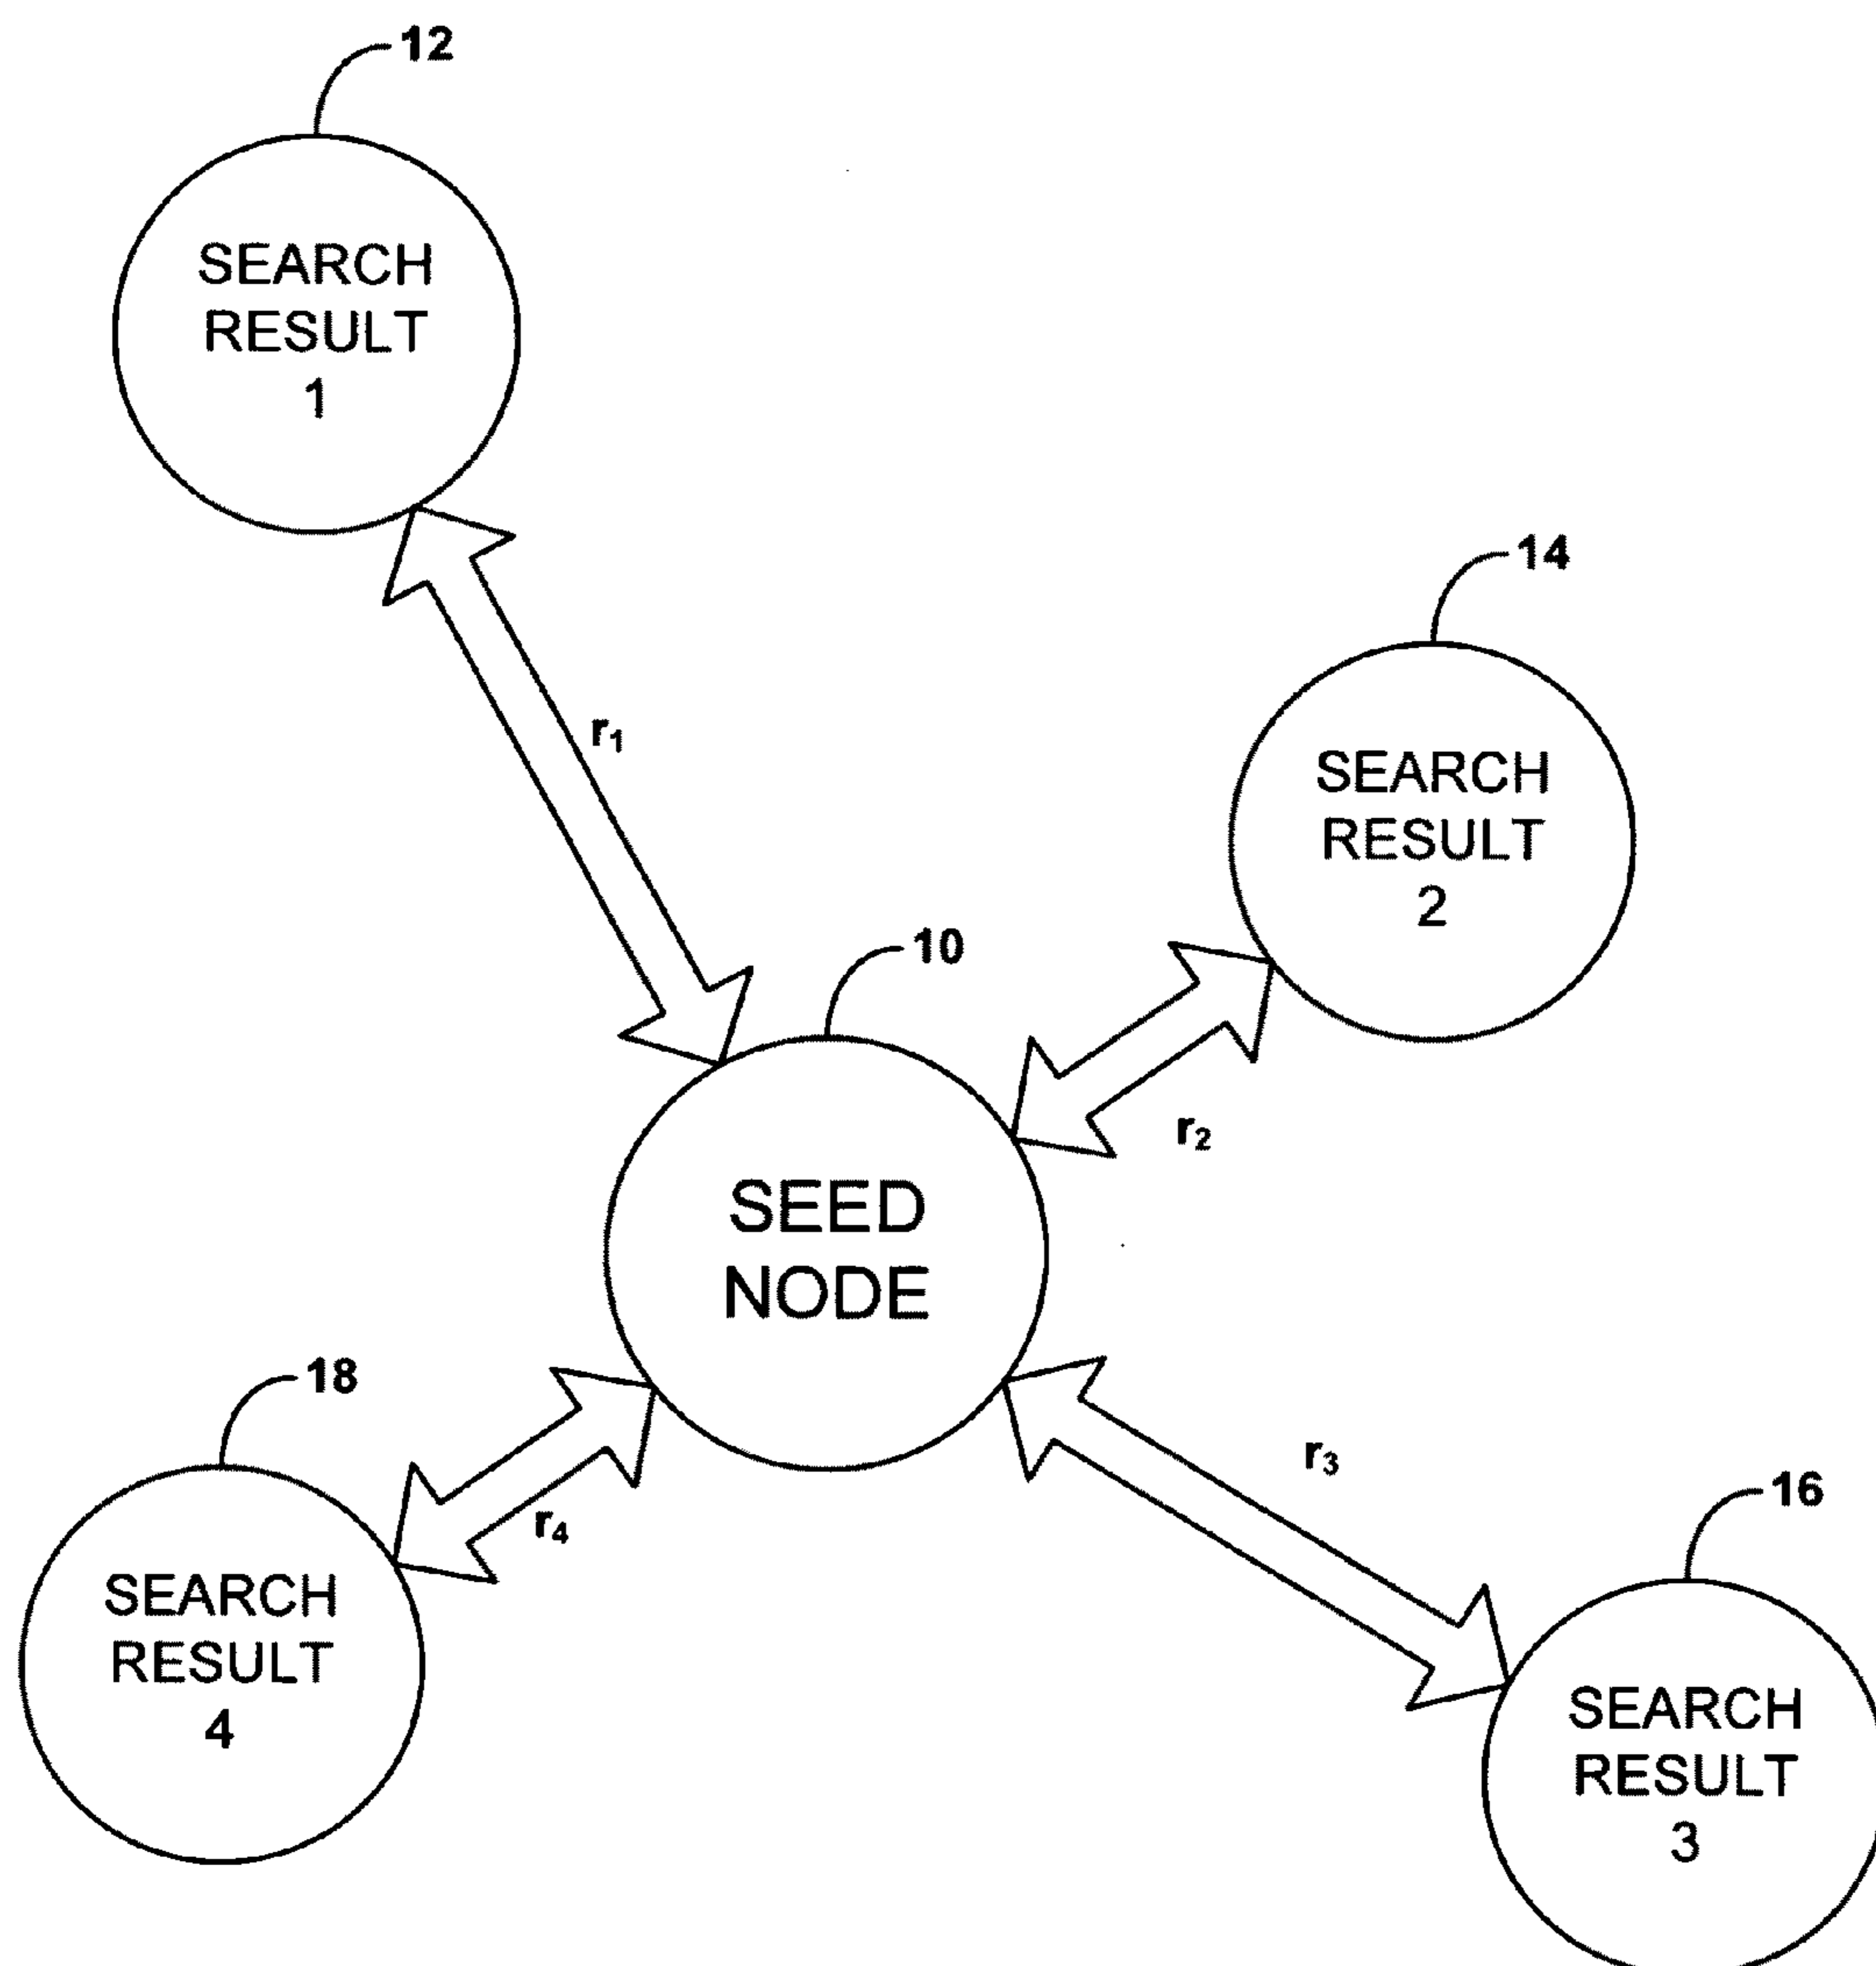 12
SEARCH
RESULT
1
r₁
14
SEARCH
RESULT
2
10
r₂
SEED
NODE
18
r₃
16
r₄
SEARCH
RESULT
4
SEARCH
RESULT
3